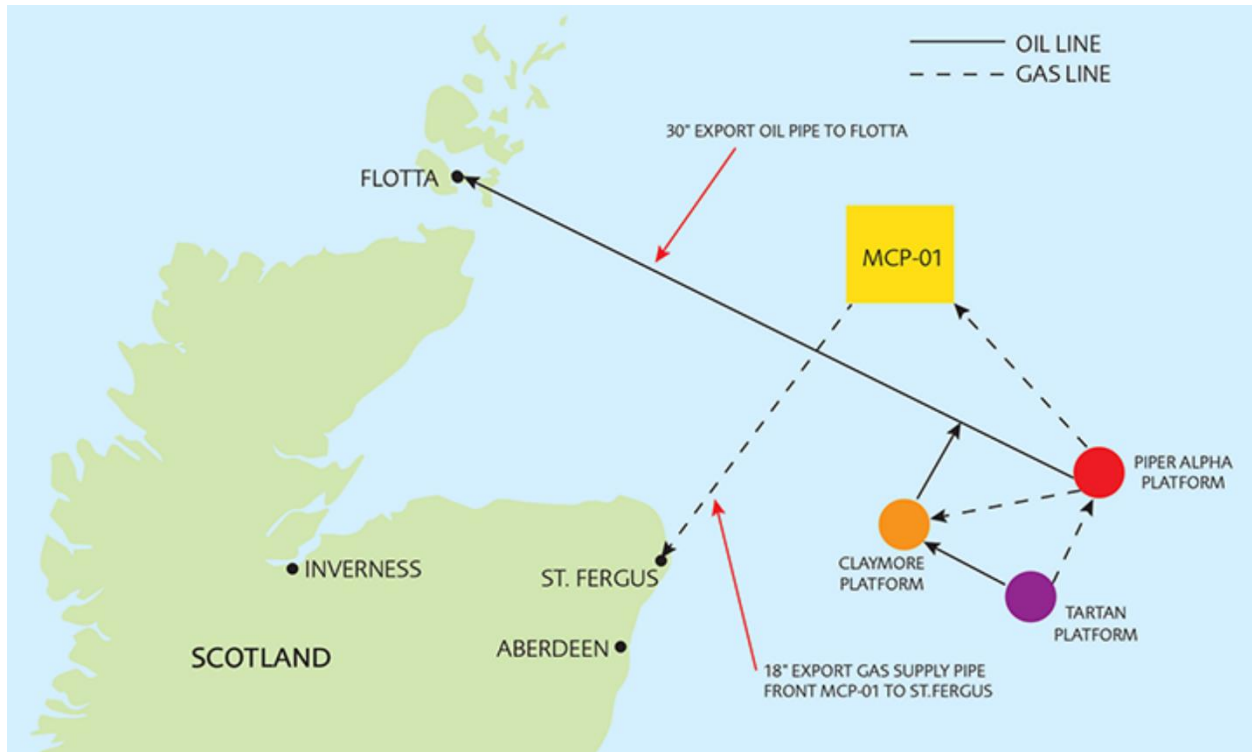 OIL LINE
GAS LINE
30" EXPORT OIL PIPE TO FLOTTA
FLOTTA
MCP-01
PIPER ALPHA
PLATFORM
CLAYMORE
PLATFORM
INVERNESS
ST. FERGUS
TARTAN
PLATFORM
ABERDEEN
SCOTLAND
18" EXPORT GAS SUPPLY PIPE
FRONT MCP-01 TO ST.FERGUS